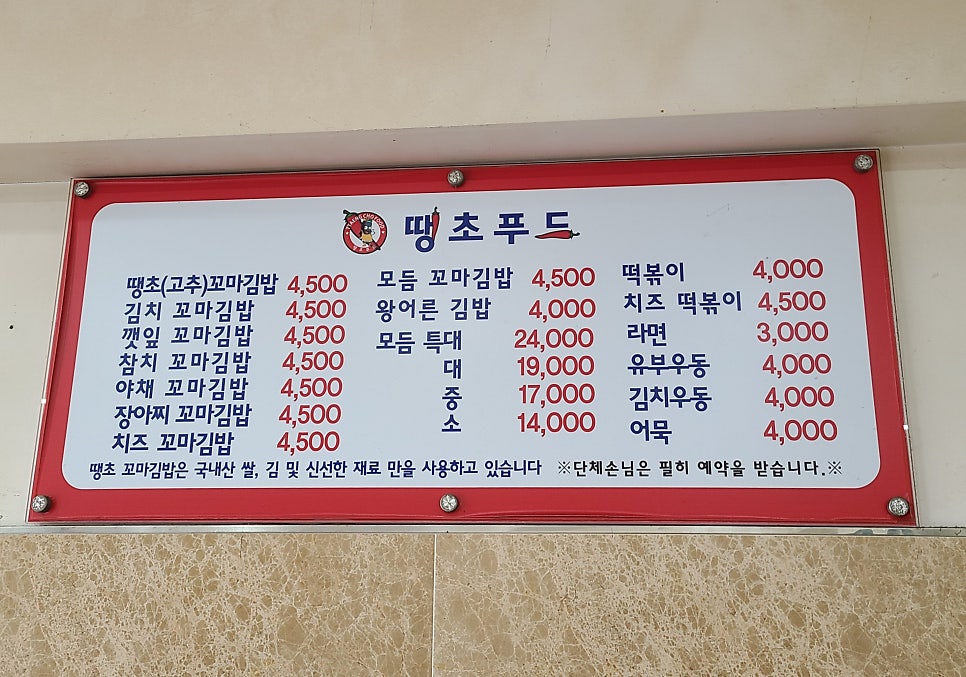 땡초푸드
땡초(고추)꼬마김밥 4,500
김치 꼬마김밥 4,500
깻잎 꼬마김밥 4,500
참치 꼬마김밥 4,500
야채 꼬마김밥 4,500
장아찌 꼬마김밥 4,500
치즈 꼬마김밥 4,500
모듬 꼬마김밥 4,500
왕어른 김밥 4,000
모듬 특대 24,000
대 19,000
중 17,000
소 14,000
떡볶이 4,000
치즈 떡볶이 4,500
라면 3,000
유부우동 4,000
김치우동 4,000
어묵 4,000
땡초 꼬마김밥은 국내산 쌀, 김 및 신선한 재료 만을 사용하고 있습니다 ※단체손님은 필히 예약을 받습니다.※